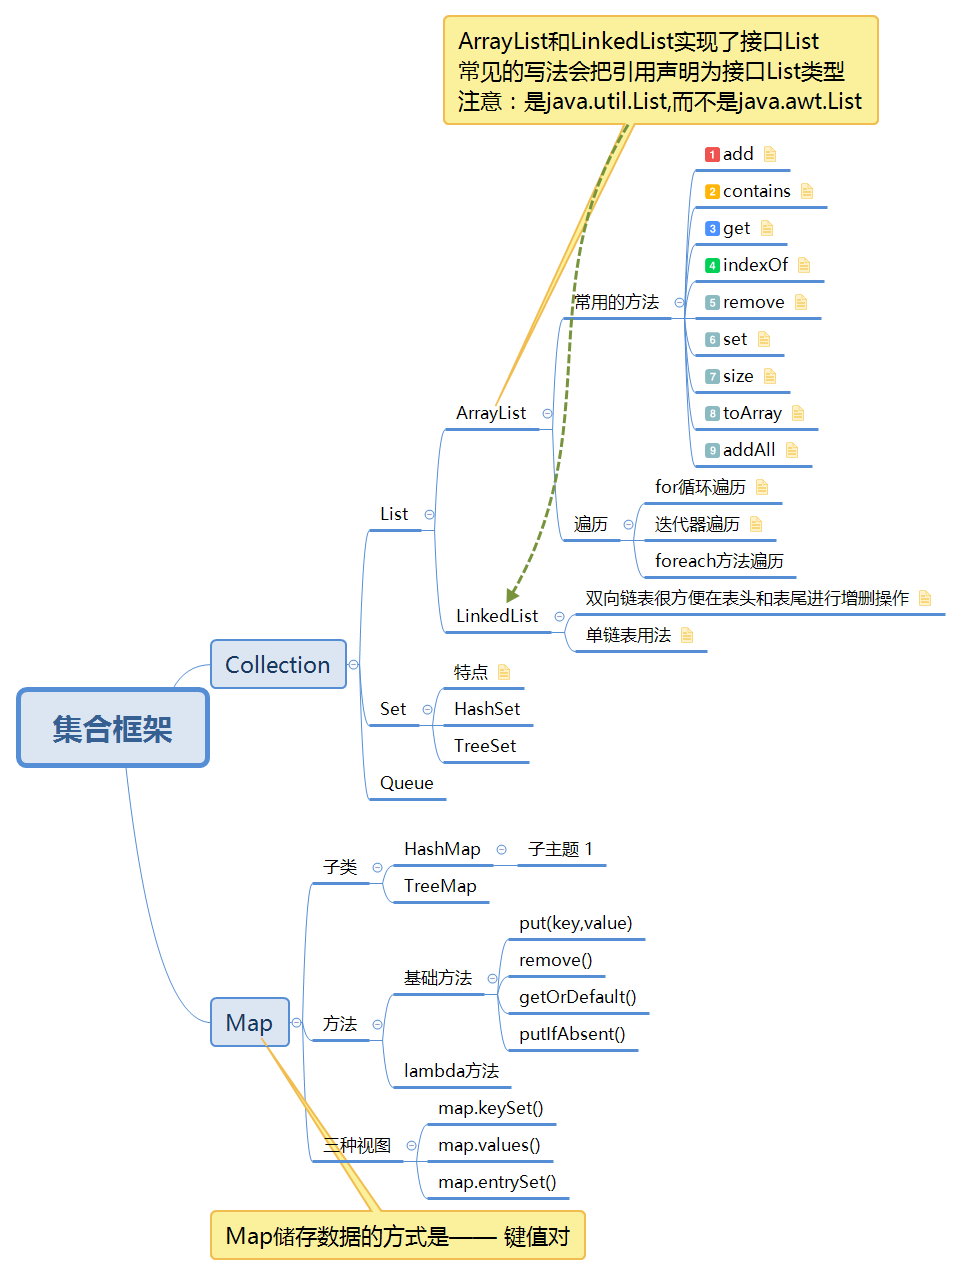 ArrayList和LinkedList实现了接口List
常见的写法会把引用声明为接口List类型
注意：是java.util.List,而不是java.awt.List
1 add
2 contains
3 get
4 indexOf
常用的方法
5 remove
6 set
7 size
ArrayList
8 toArray
9 addAll
for循环遍历
List
遍历
迭代器遍历
foreach方法遍历
双向链表很方便在表头和表尾进行增删操作
LinkedList
单链表用法
Collection
特点
Set
HashSet
TreeSet
集合框架
Queue
HashMap
子主题 1
子类
TreeMap
put(key,value)
remove()
基础方法
getOrDefault()
putIfAbsent()
Map
方法
lambda方法
map.keySet()
三种视图
map.values()
map.entrySet()
Map储存数据的方式是—— 键值对